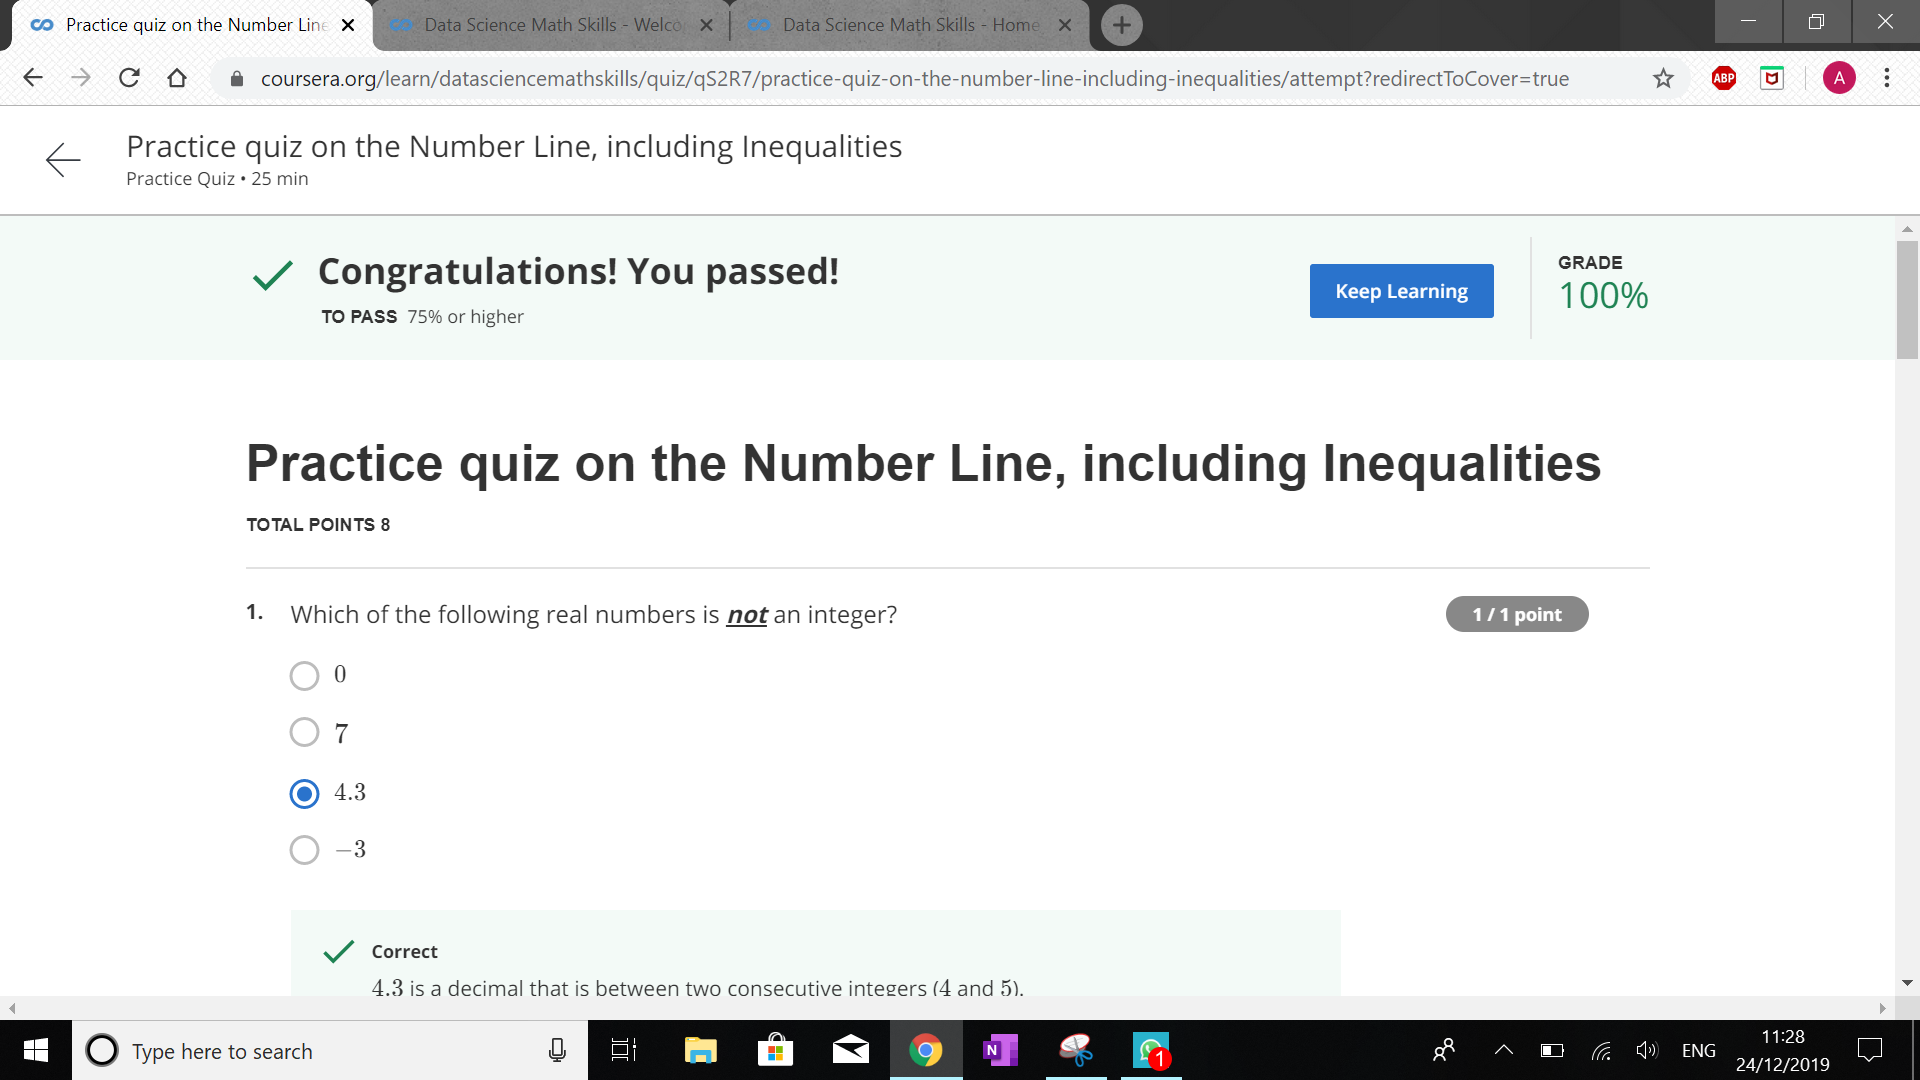 Practice quiz on the Number Line
Data Science Math Skills - Welco
Data Science Math Skills - Home
coursera.org/learn/datasciencemathskills/quiz/qS2R7/practice-quiz-on-the-number-line-including-inequalities/attempt?redirectToCover=true
ABP
A
Practice quiz on the Number Line, including Inequalities
Practice Quiz • 25 min
Congratulations! You passed!
TO PASS 75% or higher
Keep Learning
GRADE
100%
Practice quiz on the Number Line, including Inequalities
TOTAL POINTS 8
1. Which of the following real numbers is not an integer?
1 / 1 point
0
7
4.3
−3
Correct
4.3 is a decimal that is between two consecutive integers (4 and 5).
Type here to search
N
1
ENG
11:28
24/12/2019